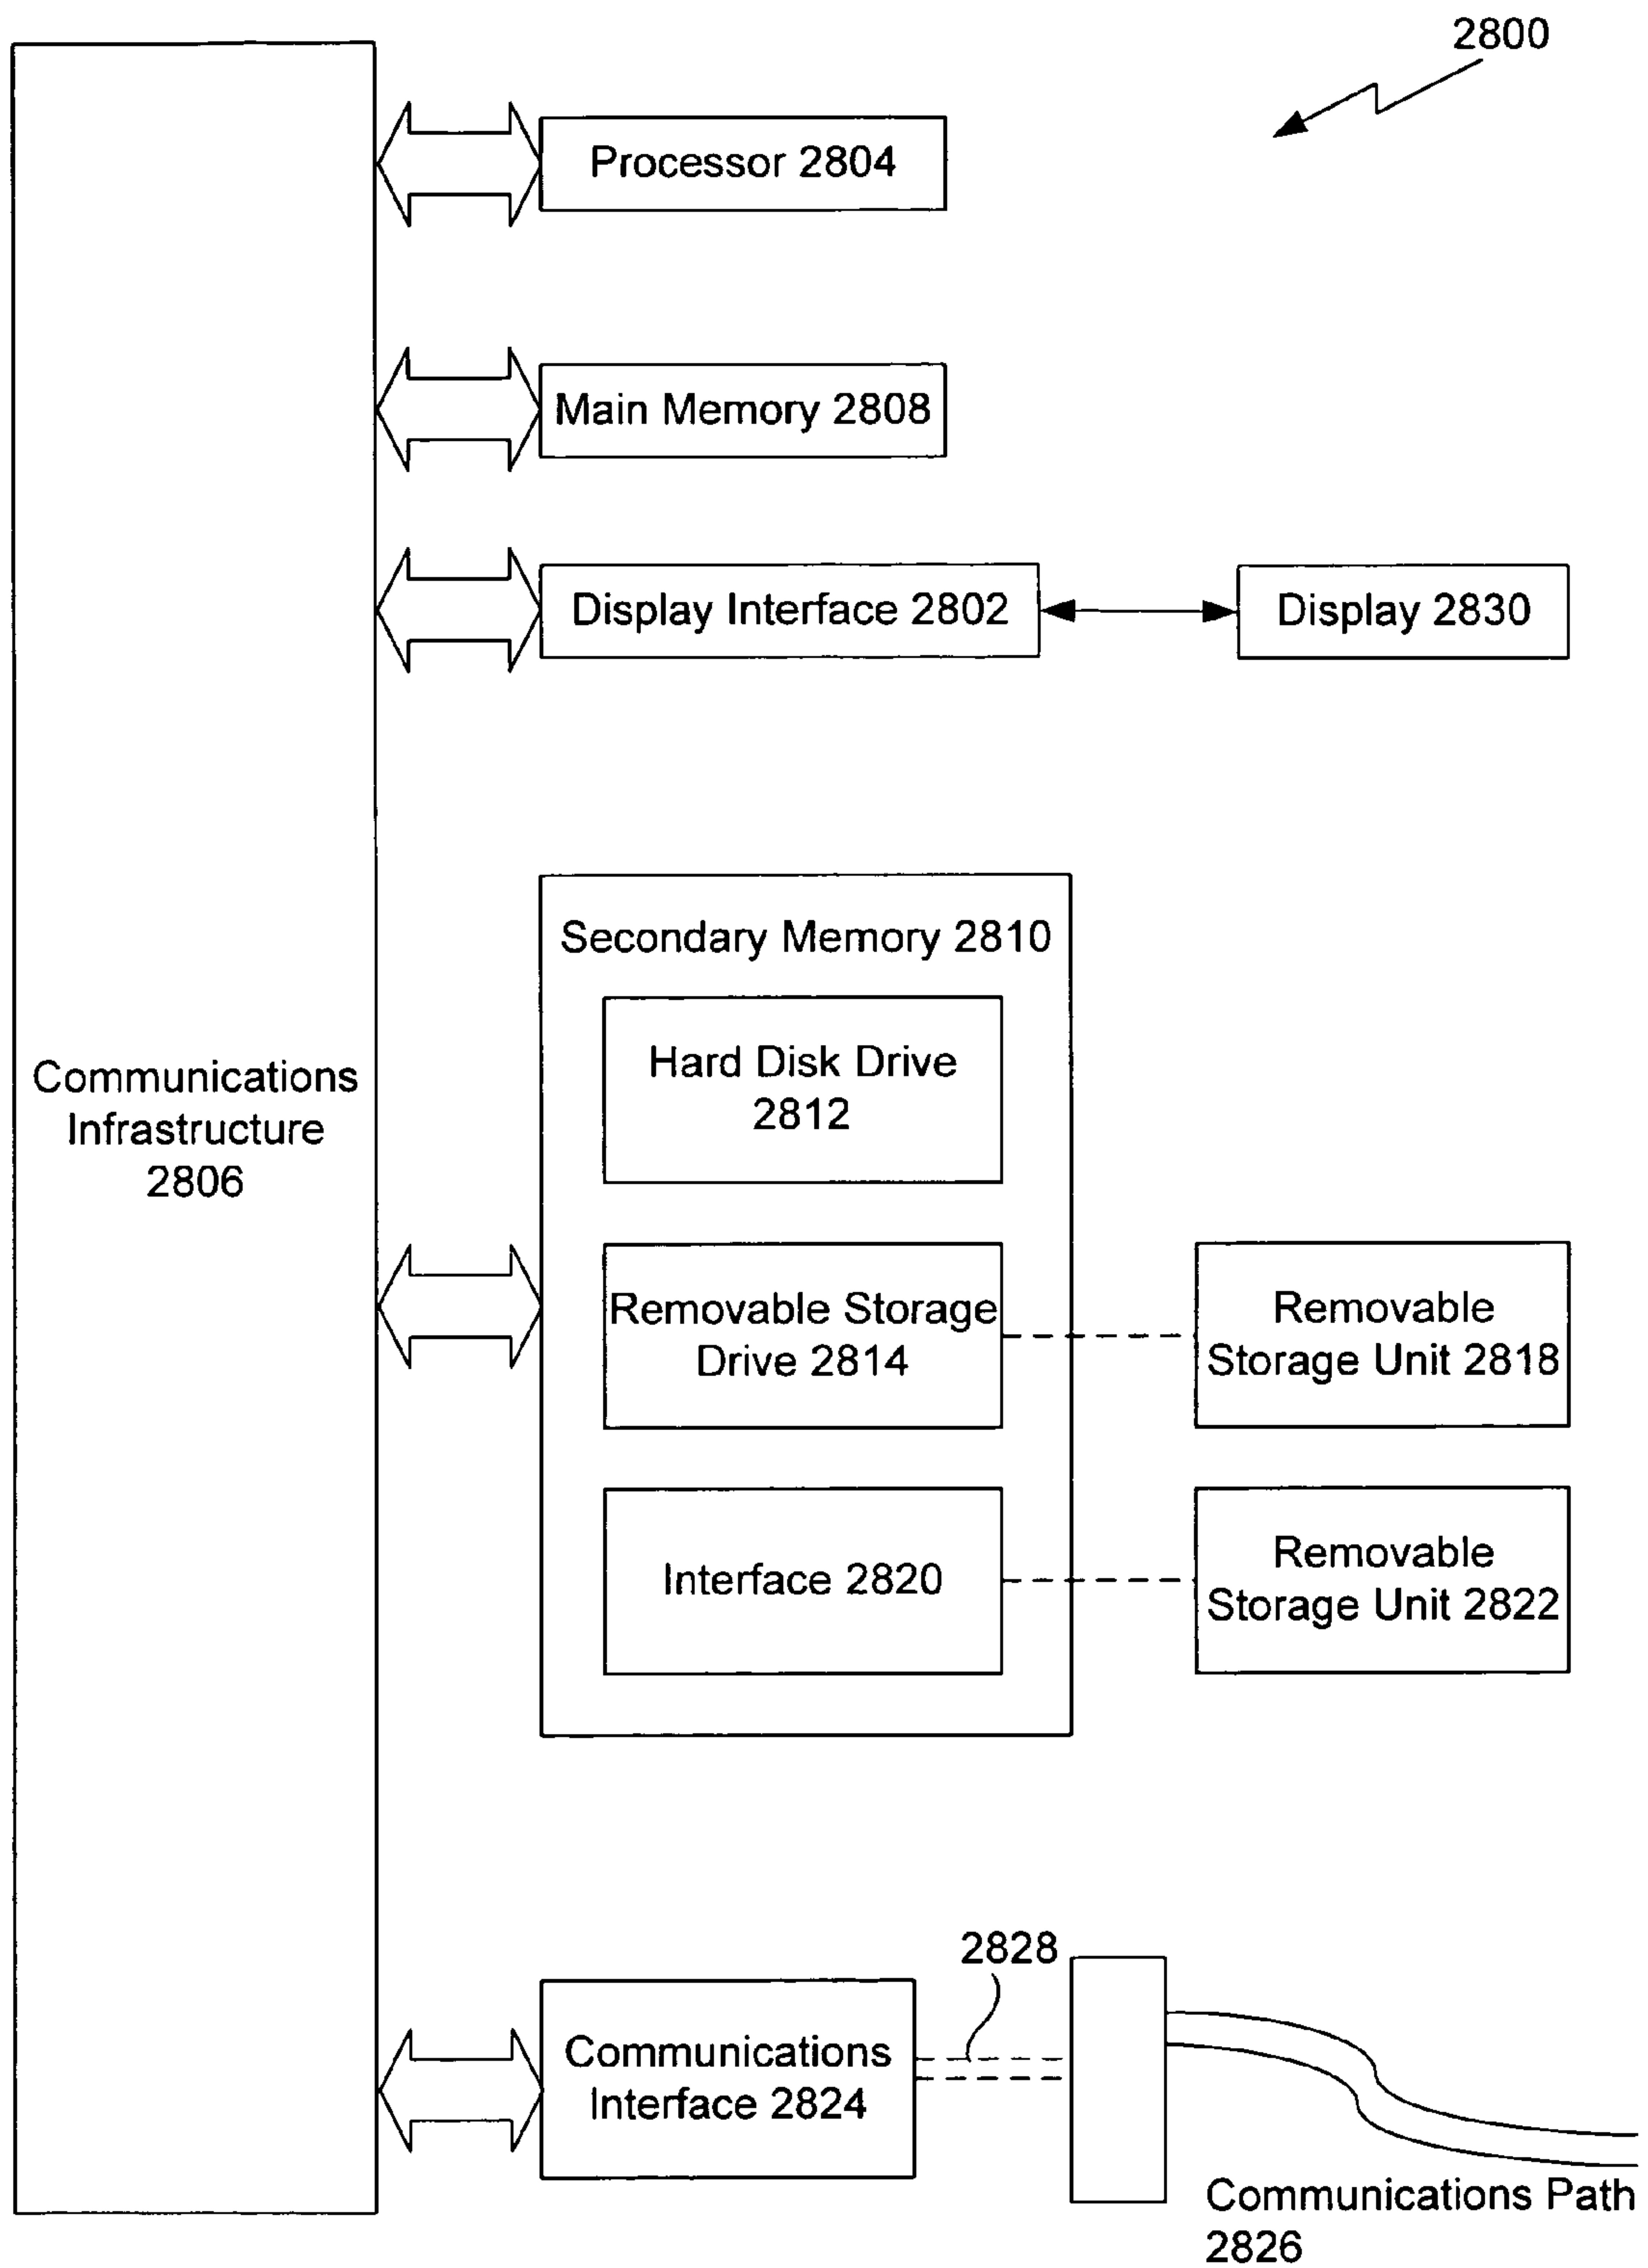 2800
Processor 2804
Main Memory 2808
Display Interface 2802
Display 2830
Secondary Memory 2810
Hard Disk Drive
2812
Communications
Infrastructure
2806
Removable Storage
Drive 2814
Removable
Storage Unit 2818
Interface 2820
Removable
Storage Unit 2822
2828
Communications
Interface 2824
Communications Path
2826